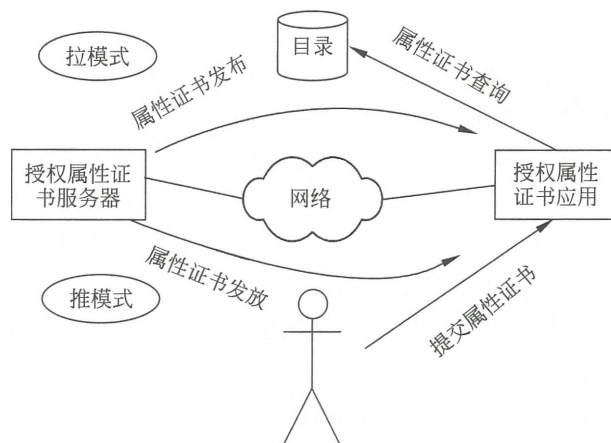 拉模式
目录
属性证书发布
属性证书查询
授权属性证
书服务器
网络
授权属性
证书应用
属性证书发放
推模式
提交属性证书